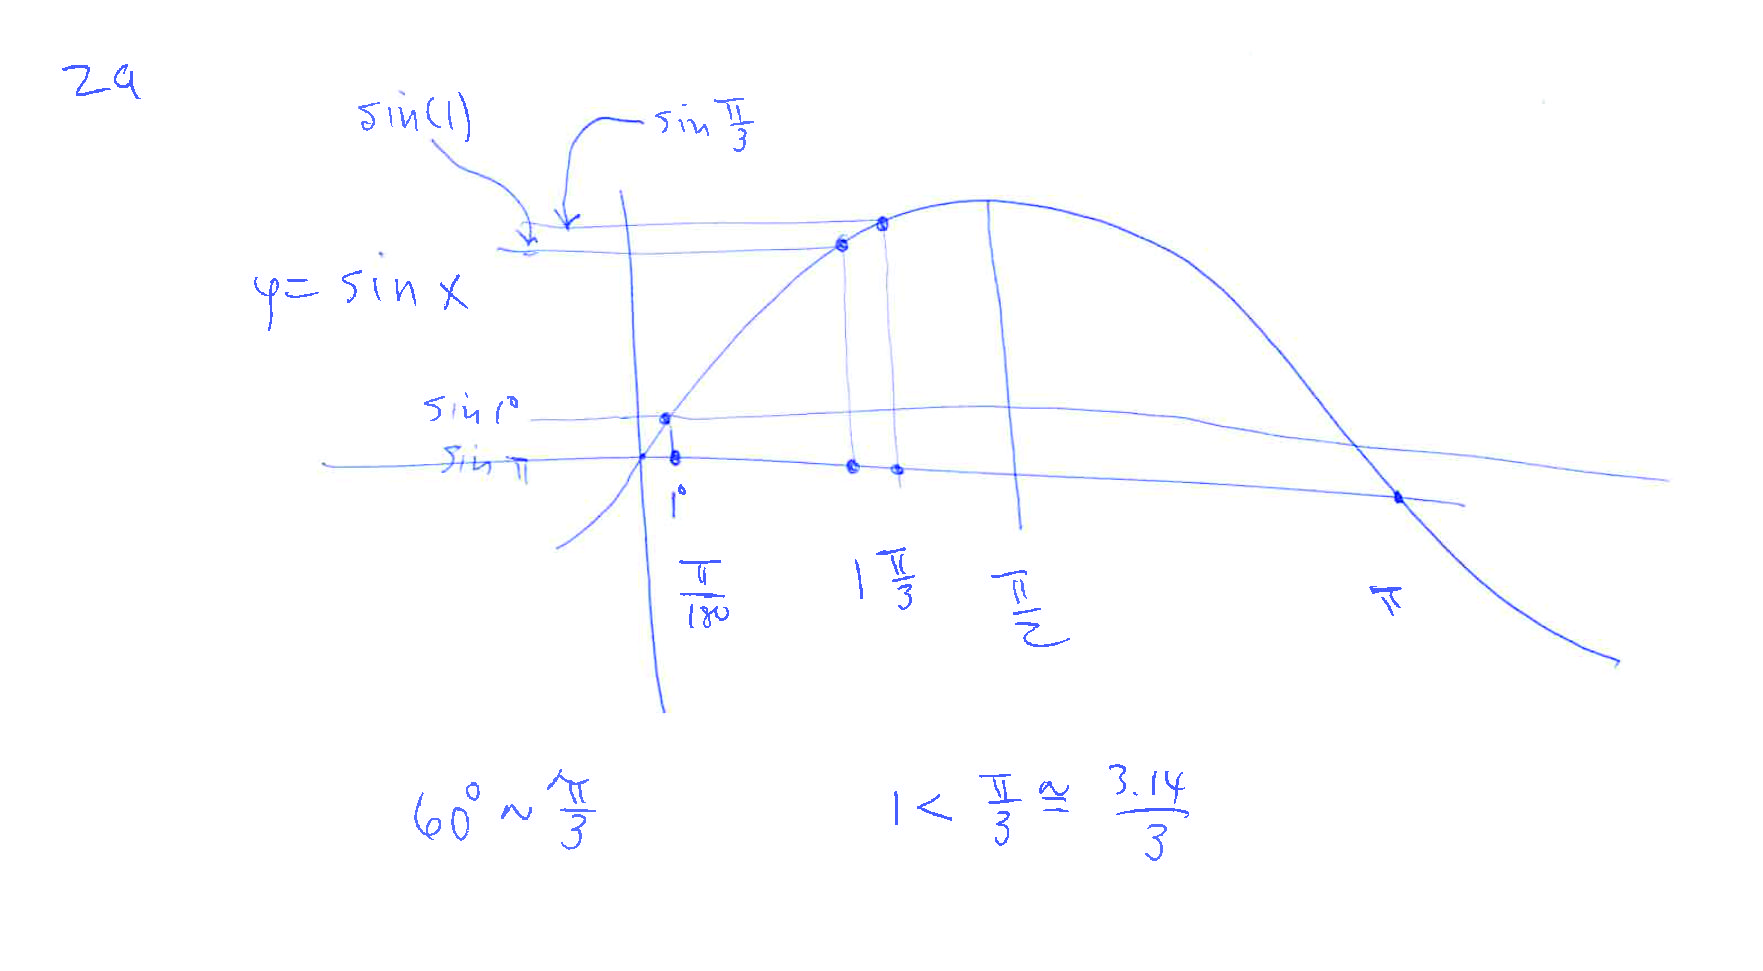 2a
sin(1)
sin π/3
y = sin x
sin 1°
sin π
1°
π/180
1 π/3
π/2
π
60° ~ π/3
1 < π/3 ≅ 3.14/3